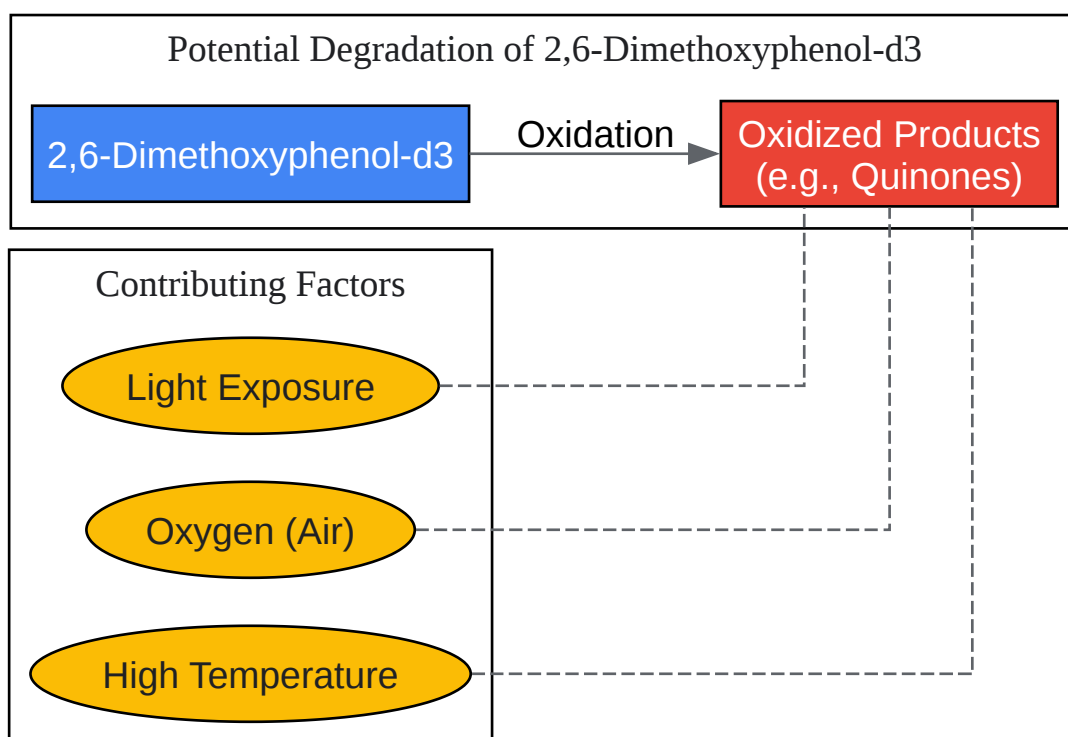 Potential Degradation of 2,6-Dimethoxyphenol-d3
2,6-Dimethoxyphenol-d3
Oxidation
Oxidized Products
(e.g., Quinones)
Contributing Factors
Light Exposure
Oxygen (Air)
High Temperature